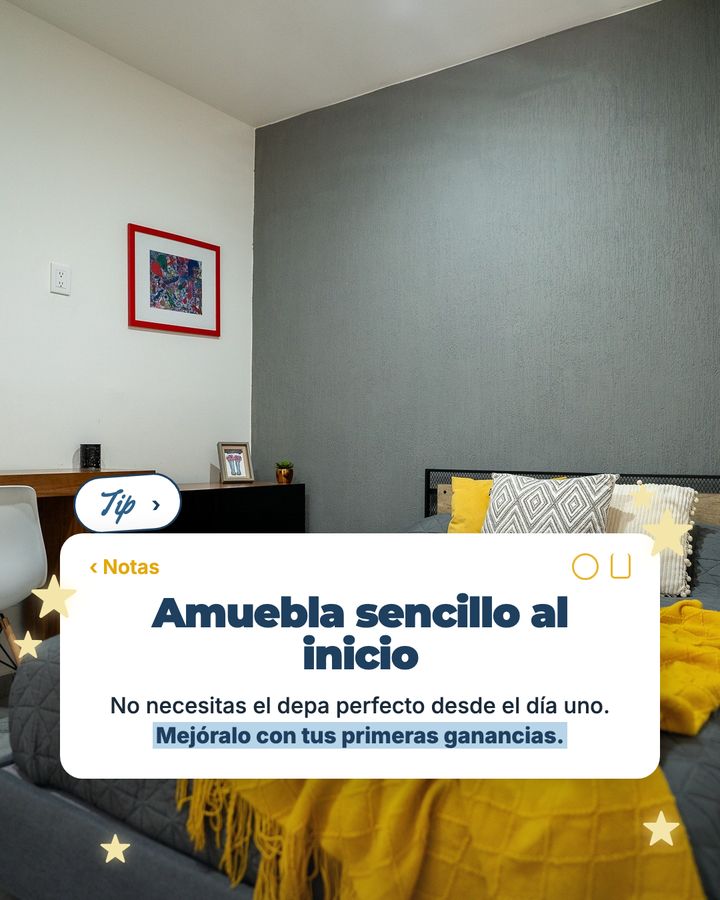 Tip ›
‹ Notas
Amuebla sencillo al
inicio
No necesitas el depa perfecto desde el día uno.
Mejóralo con tus primeras ganancias.